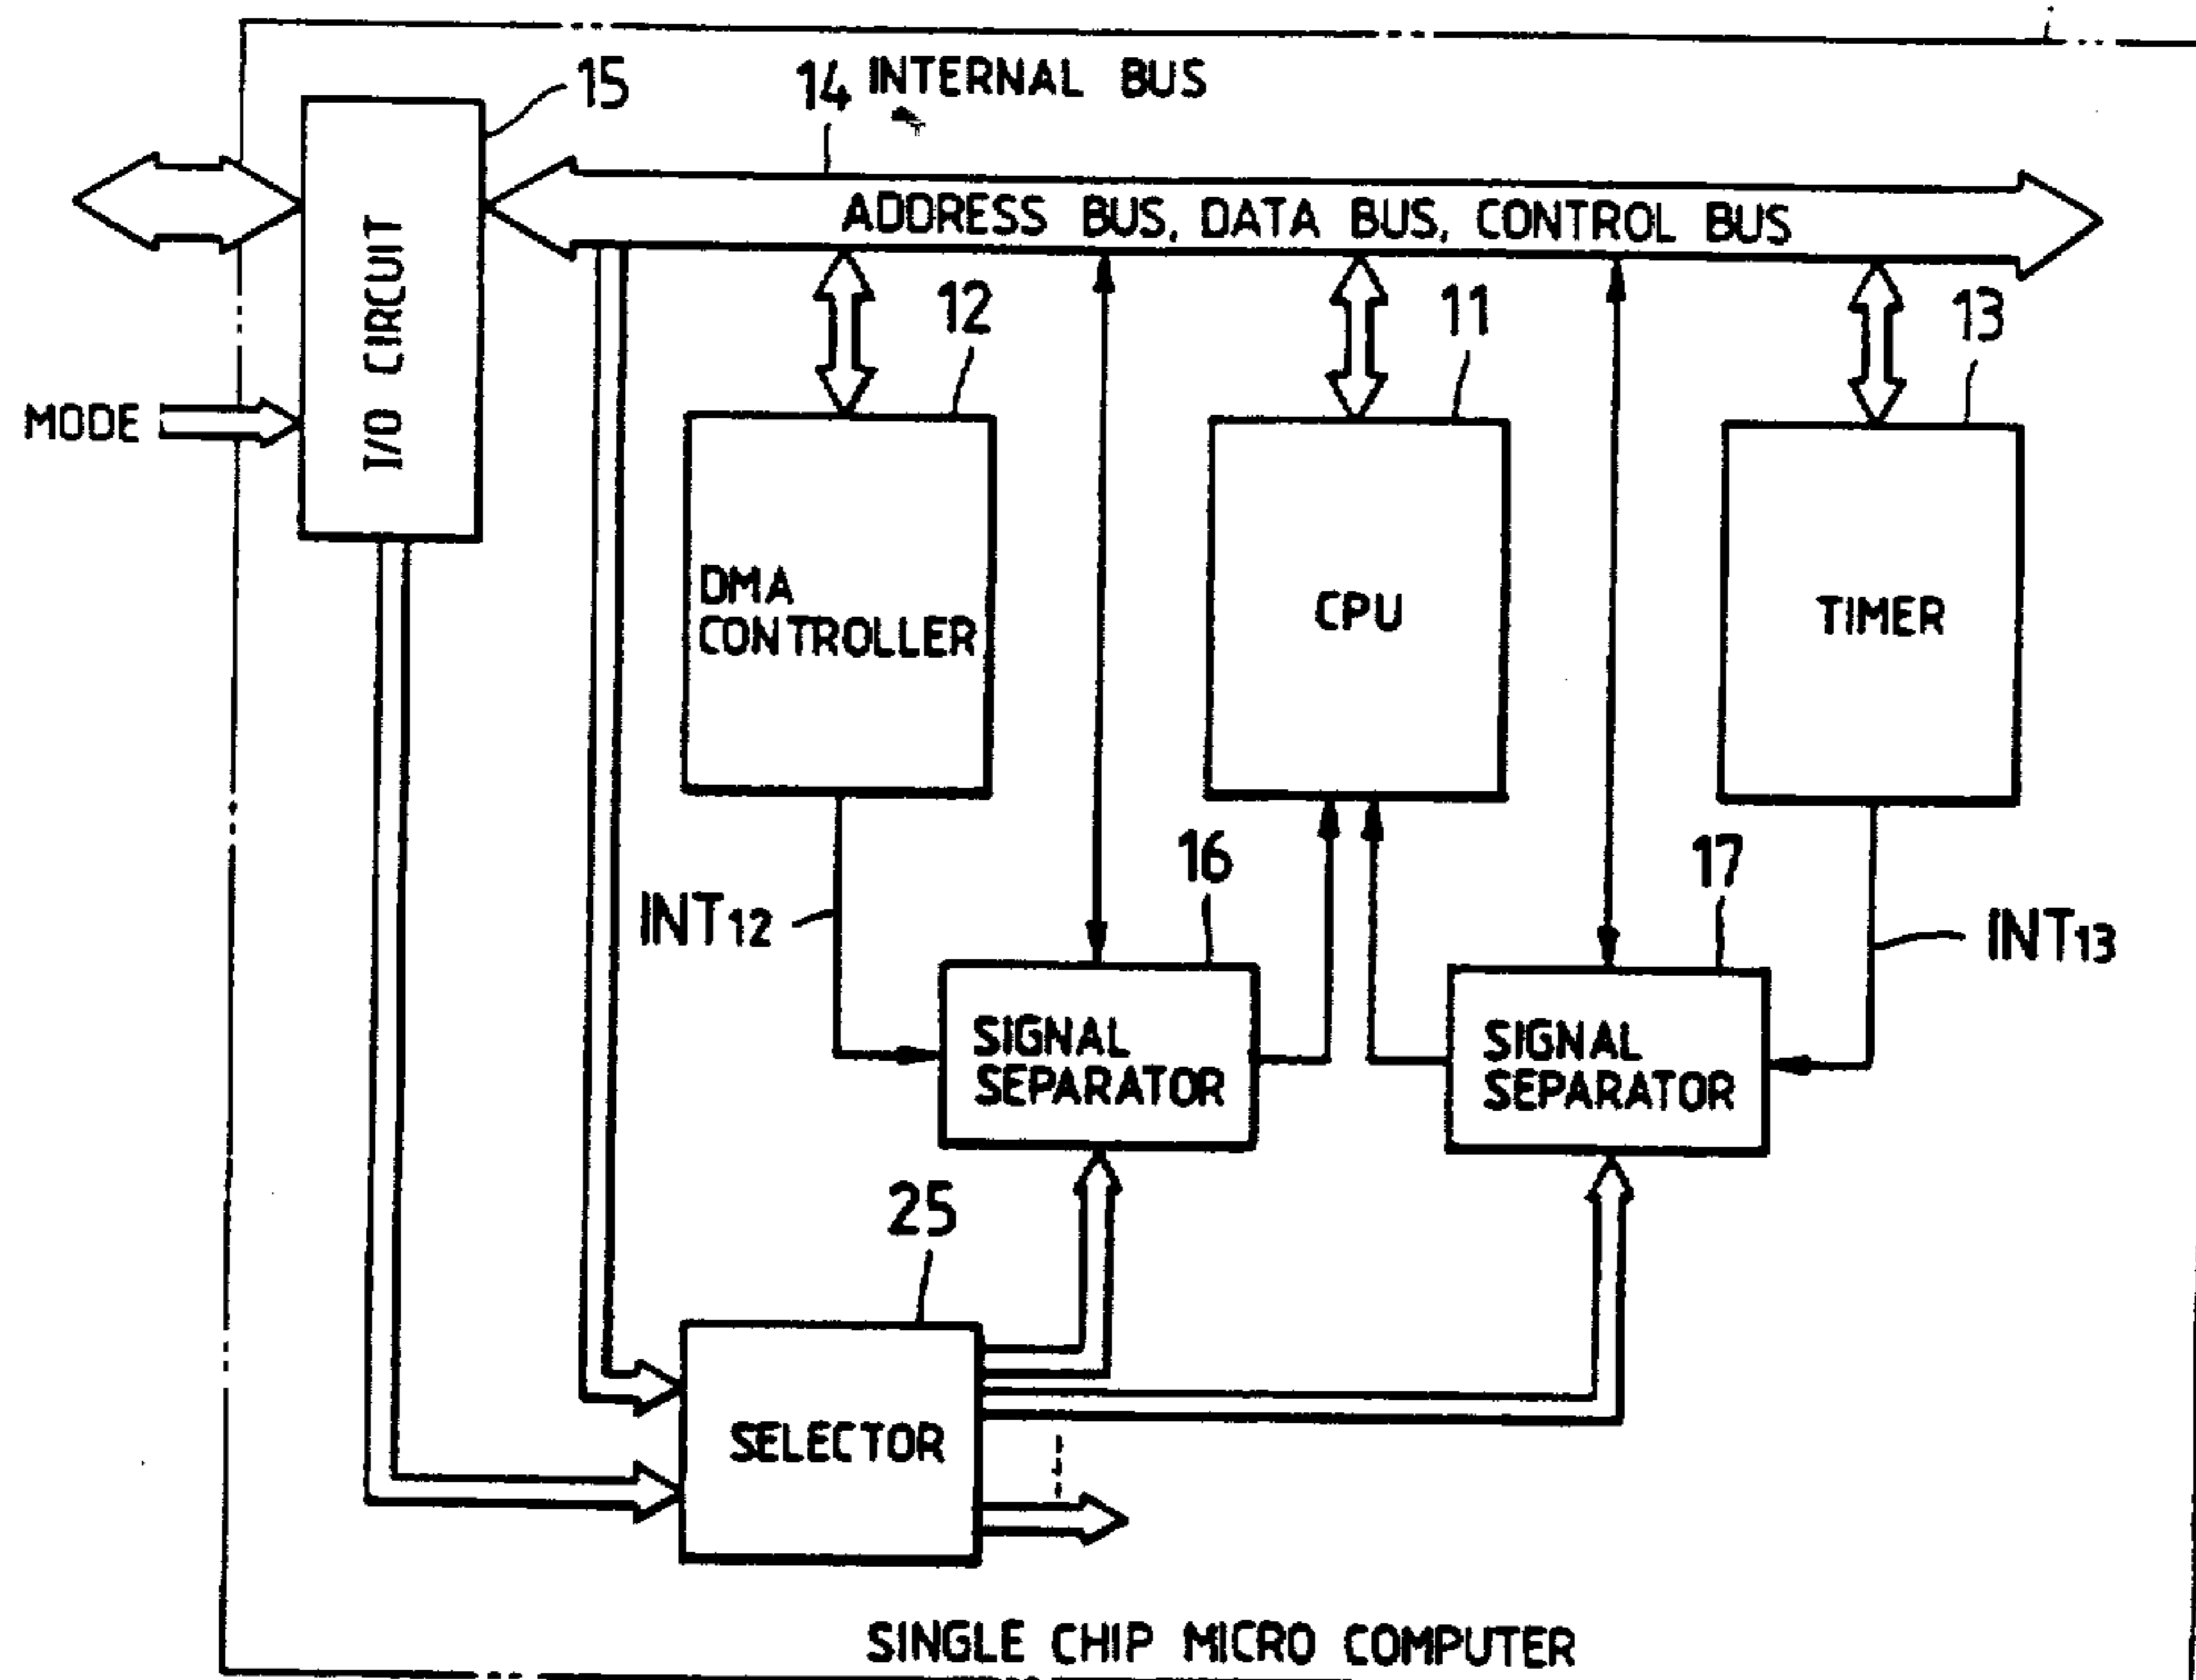 15
14 INTERNAL BUS
ADDRESS BUS, DATA BUS, CONTROL BUS
I/O CIRCUIT
MODE
12
11
13
DMA
CONTROLLER
CPU
TIMER
16
17
INT12
INT13
SIGNAL
SEPARATOR
SIGNAL
SEPARATOR
25
SELECTOR
SINGLE CHIP MICRO COMPUTER